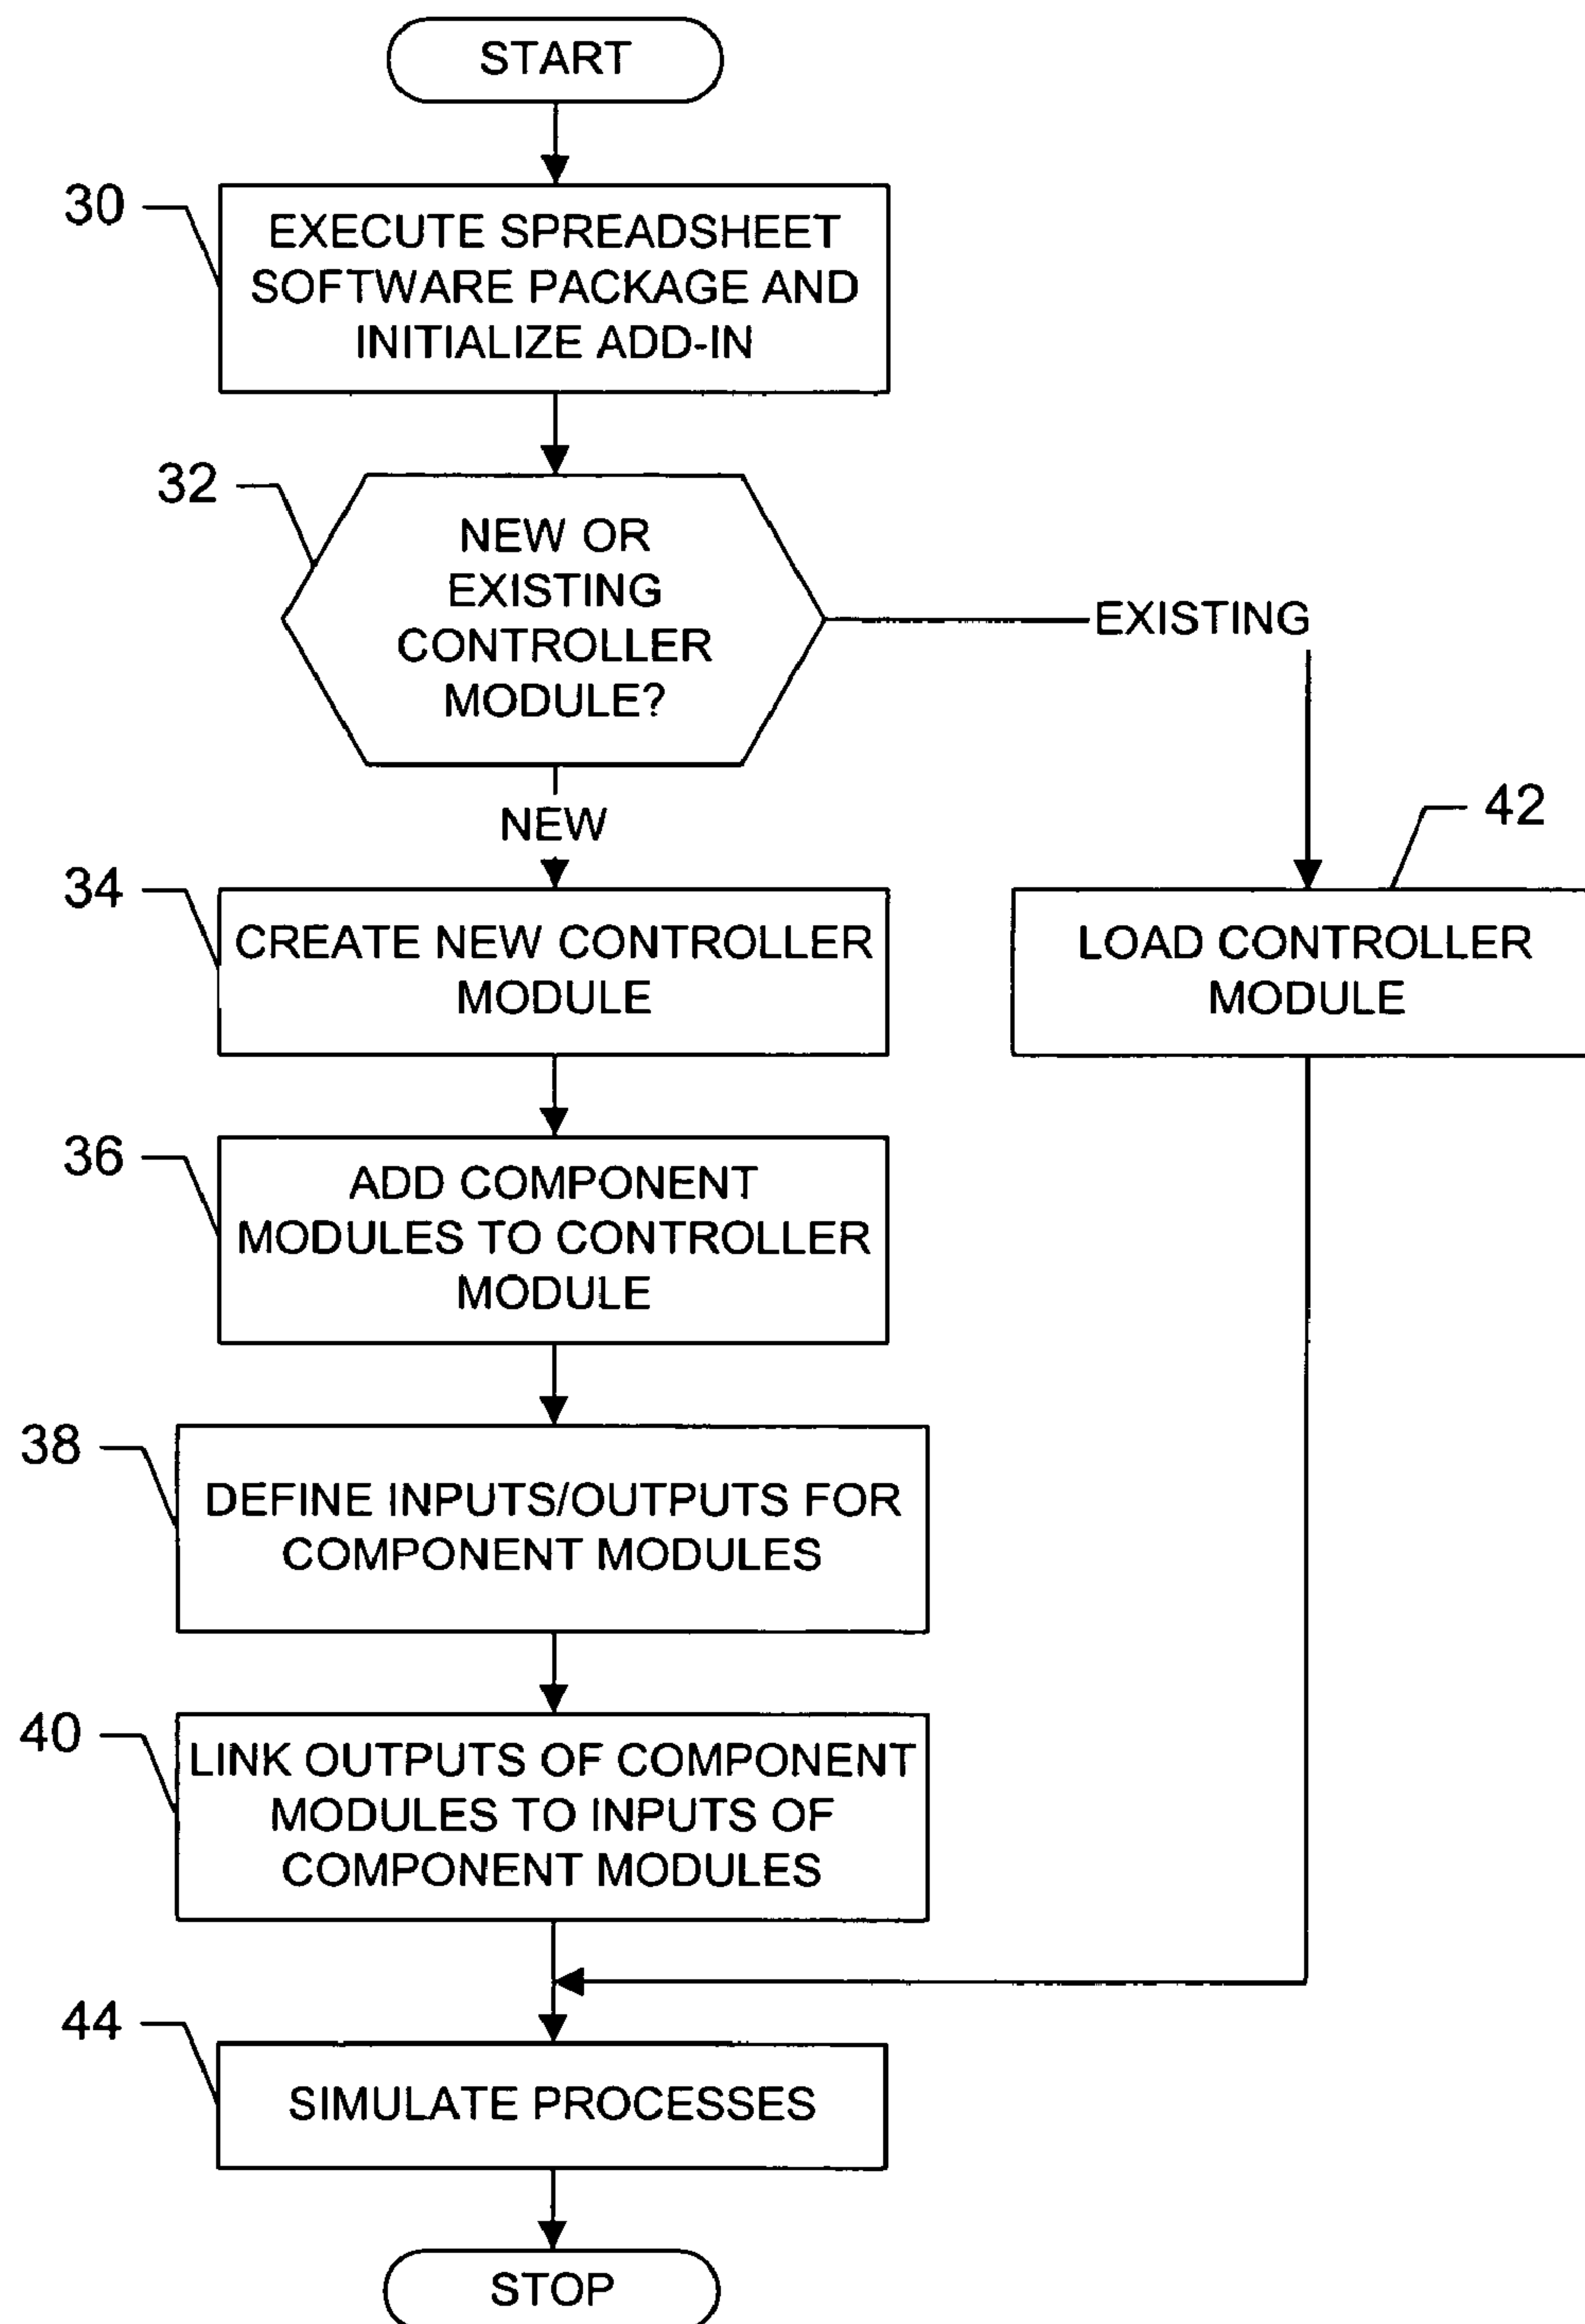 START
30
EXECUTE SPREADSHEET
SOFTWARE PACKAGE AND
INITIALIZE ADD-IN
32
NEW OR
EXISTING
CONTROLLER
MODULE?
EXISTING
NEW
34
CREATE NEW CONTROLLER
MODULE
42
LOAD CONTROLLER
MODULE
36
ADD COMPONENT
MODULES TO CONTROLLER
MODULE
38
DEFINE INPUTS/OUTPUTS FOR
COMPONENT MODULES
40
LINK OUTPUTS OF COMPONENT
MODULES TO INPUTS OF
COMPONENT MODULES
44
SIMULATE PROCESSES
STOP